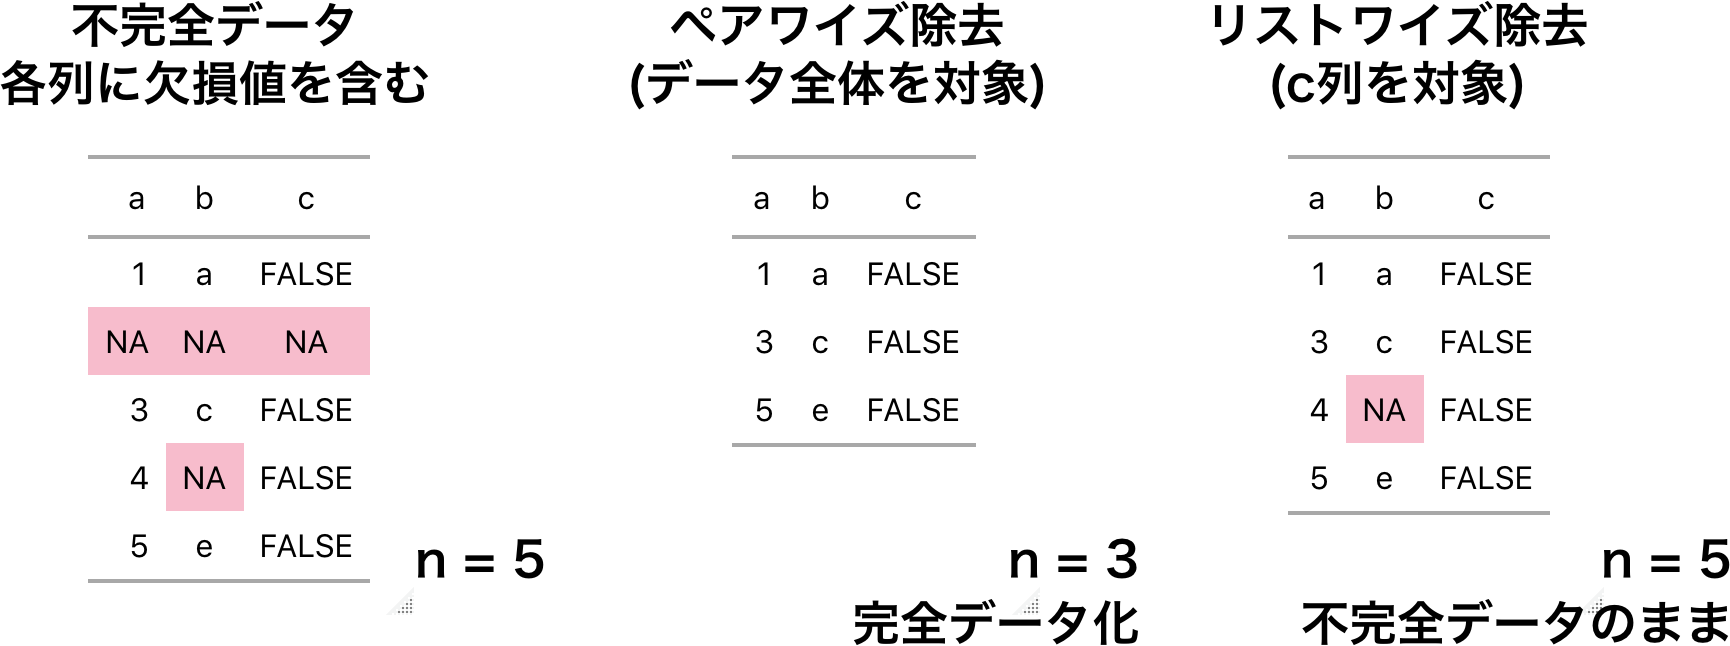 不完全データ
各列に欠損値を含む
a b c
1 a FALSE
NA NA NA
3 c FALSE
4 NA FALSE
5 e FALSE
n = 5
ペアワイズ除去
(データ全体を対象)
a b c
1 a FALSE
3 c FALSE
5 e FALSE
n = 3
完全データ化
リストワイズ除去
(c列を対象)
a b c
1 a FALSE
3 c FALSE
4 NA FALSE
5 e FALSE
n = 5
不完全データのまま